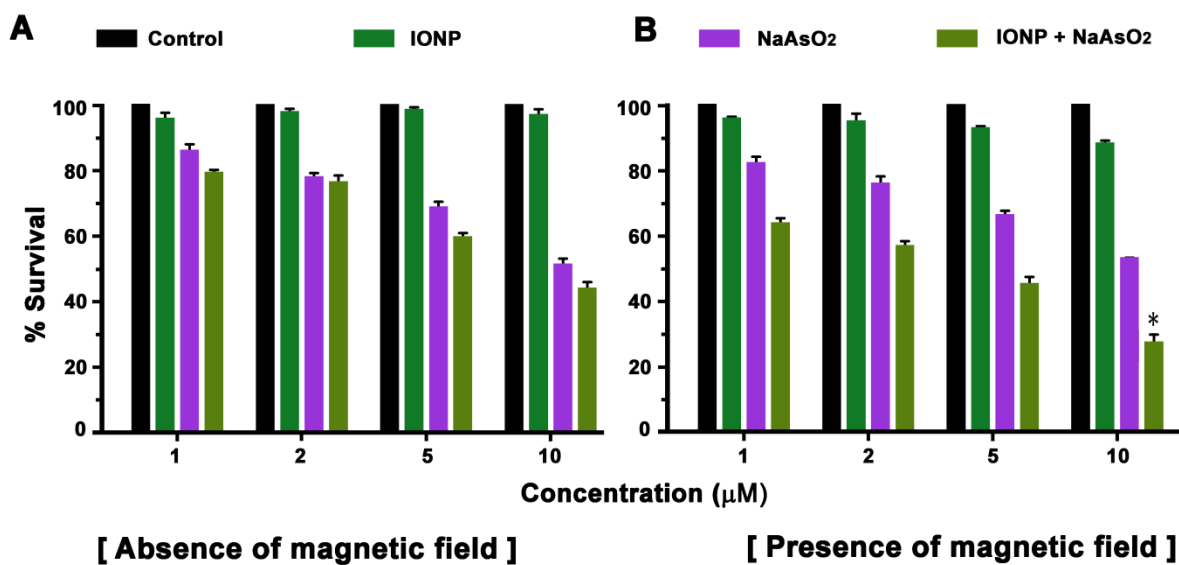 A
Control
IONP
B
NaAsO₂
IONP + NaAsO₂
% Survival
100
80
60
40
20
0
1 2 5 10
100
80
60
40
20
0
*
1 2 5 10
Concentration (μM)
[ Absence of magnetic field ]
[ Presence of magnetic field ]